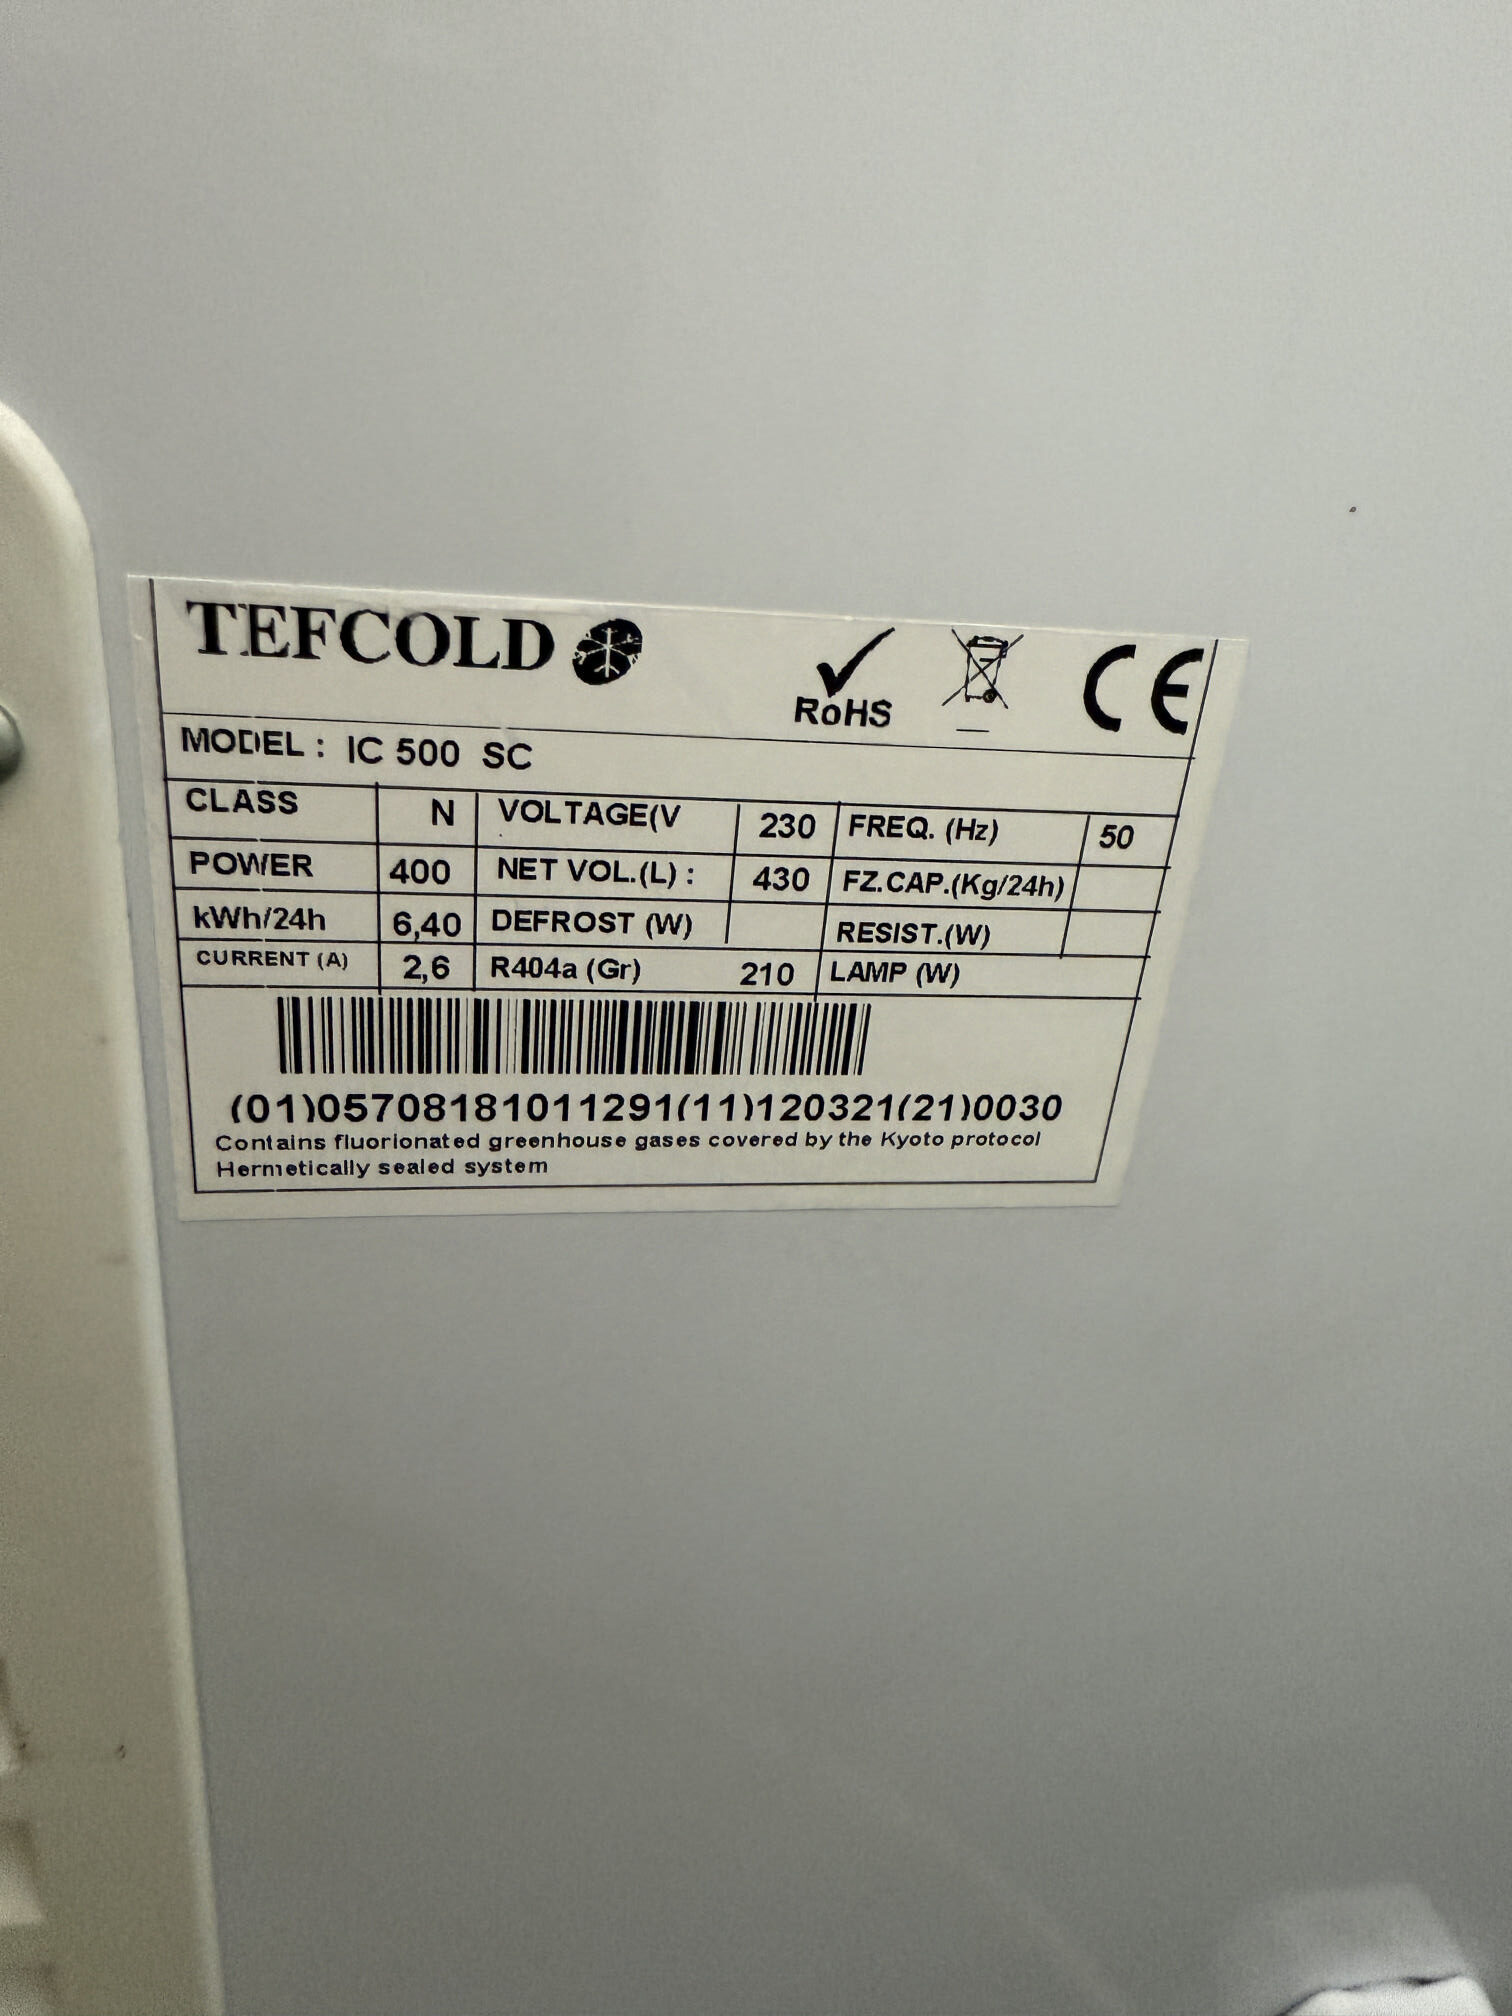 TEFCOLD
RoHS
CE
MODEL : IC 500 SC
CLASS N VOLTAGE(V 230 FREQ. (Hz) 50
POWER 400 NET VOL.(L) : 430 FZ.CAP.(Kg/24h)
kWh/24h 6,40 DEFROST (W) RESIST.(W)
CURRENT (A) 2,6 R404a (Gr) 210 LAMP (W)
(01)05708181011291(11)120321(21)0030
Contains fluorionated greenhouse gases covered by the Kyoto protocol
Hermetically sealed system